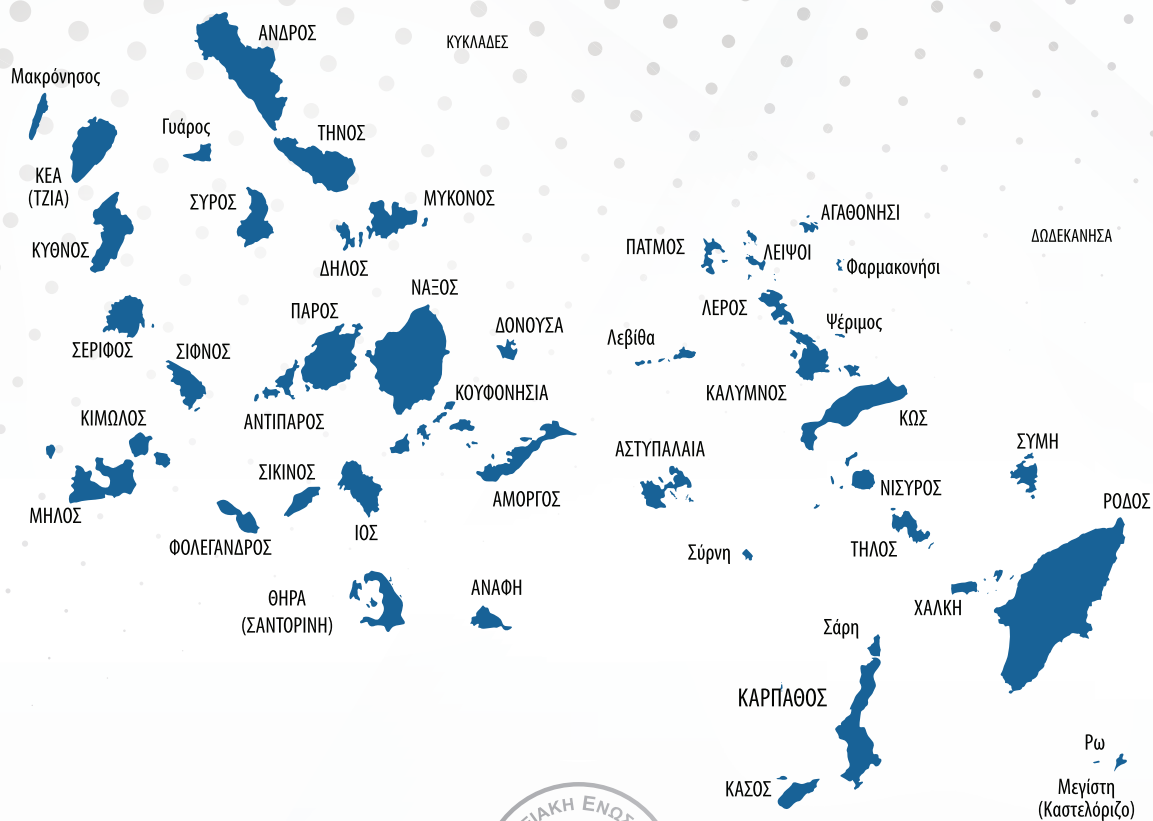 ΑΝΔΡΟΣ
ΚΥΚΛΑΔΕΣ
Μακρόνησος
Γυάρος
ΤΗΝΟΣ
ΚΕΑ
(ΤΖΙΑ)
ΣΥΡΟΣ
ΜΥΚΟΝΟΣ
ΑΓΑΘΟΝΗΣΙ
ΚΥΘΝΟΣ
ΔΗΛΟΣ
ΠΑΤΜΟΣ
ΛΕΙΨΟΙ
ΔΩΔΕΚΑΝΗΣΑ
Φαρμακονήσι
ΝΑΞΟΣ
ΠΑΡΟΣ
ΔΟΝΟΥΣΑ
ΛΕΡΟΣ
Ψέριμος
ΣΕΡΙΦΟΣ
ΣΙΦΝΟΣ
Λεβίθα
ΚΟΥΦΟΝΗΣΙΑ
ΚΑΛΥΜΝΟΣ
ΚΙΜΩΛΟΣ
ΑΝΤΙΠΑΡΟΣ
ΚΩΣ
ΑΣΤΥΠΑΛΑΙΑ
ΣΥΜΗ
ΣΙΚΙΝΟΣ
ΑΜΟΡΓΟΣ
ΝΙΣΥΡΟΣ
ΡΟΔΟΣ
ΜΗΛΟΣ
ΙΟΣ
ΦΟΛΕΓΑΝΔΡΟΣ
Σύρνη
ΤΗΛΟΣ
ΘΗΡΑ
(ΣΑΝΤΟΡΙΝΗ)
ΑΝΑΦΗ
ΧΑΛΚΗ
Σάρη
ΚΑΡΠΑΘΟΣ
Ρω
ΚΑΣΟΣ
Μεγίστη
(Καστελόριζο)